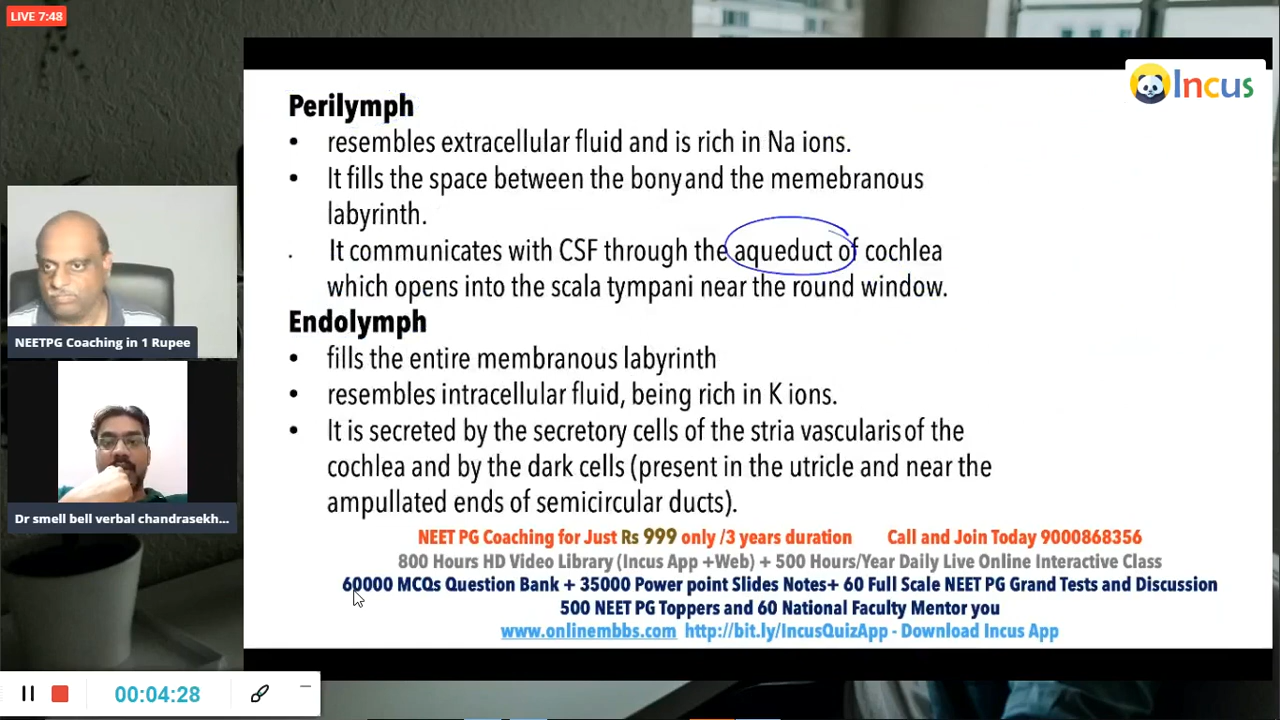 LIVE 7:48
Incus
Perilymph
• resembles extracellular fluid and is rich in Na ions.
• It fills the space between the bony and the memebranous
labyrinth.
. It communicates with CSF through the aqueduct of cochlea
which opens into the scala tympani near the round window.
Endolymph
• fills the entire membranous labyrinth
• resembles intracellular fluid, being rich in K ions.
• It is secreted by the secretory cells of the stria vascularis of the
cochlea and by the dark cells (present in the utricle and near the
ampullated ends of semicircular ducts).
NEET PG Coaching for Just Rs 999 only /3 years duration Call and Join Today 9000868356
800 Hours HD Video Library (Incus App +Web) + 500 Hours/Year Daily Live Online Interactive Class
60000 MCQs Question Bank + 35000 Power point Slides Notes+ 60 Full Scale NEET PG Grand Tests and Discussion
500 NEET PG Toppers and 60 National Faculty Mentor you
www.onlinembbs.com http://bit.ly/IncusQuizApp - Download Incus App
NEETPG Coaching in 1 Rupee
Dr smell bell verbal chandrasekh...
00:04:28